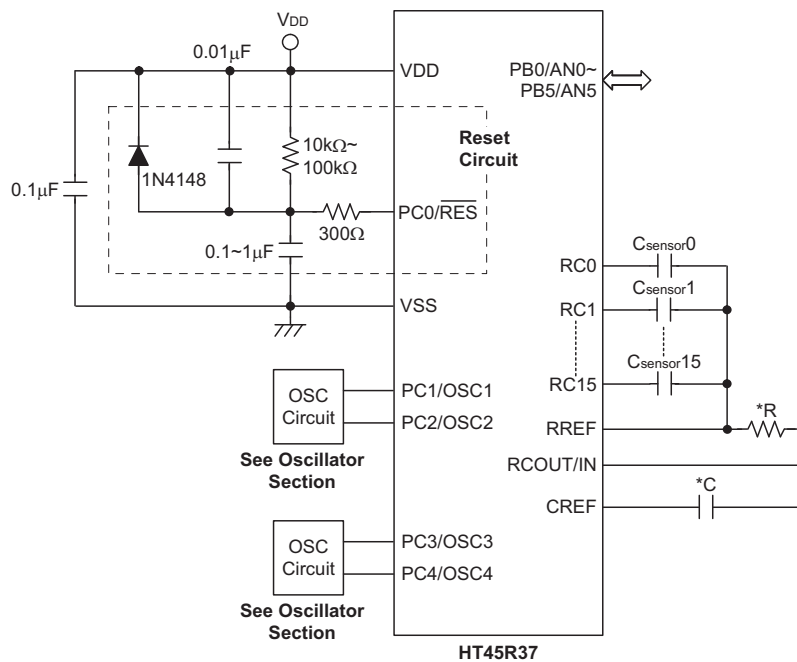 VDD
0.01μF
VDD
PB0/AN0~
PB5/AN5
Reset
Circuit
10kΩ~
100kΩ
1N4148
0.1μF
PC0/RES
300Ω
0.1~1μF
VSS
Csensor0
RC0
Csensor1
RC1
Csensor15
RC15
*R
RREF
RCOUT/IN
*C
CREF
OSC
Circuit
PC1/OSC1
PC2/OSC2
See Oscillator
Section
OSC
Circuit
PC3/OSC3
PC4/OSC4
See Oscillator
Section
HT45R37